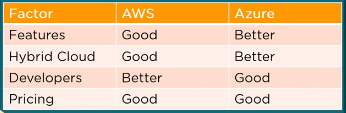 Factor AWS Azure
Features Good Better
Hybrid Cloud Good Better
Developers Better Good
Pricing Good Good